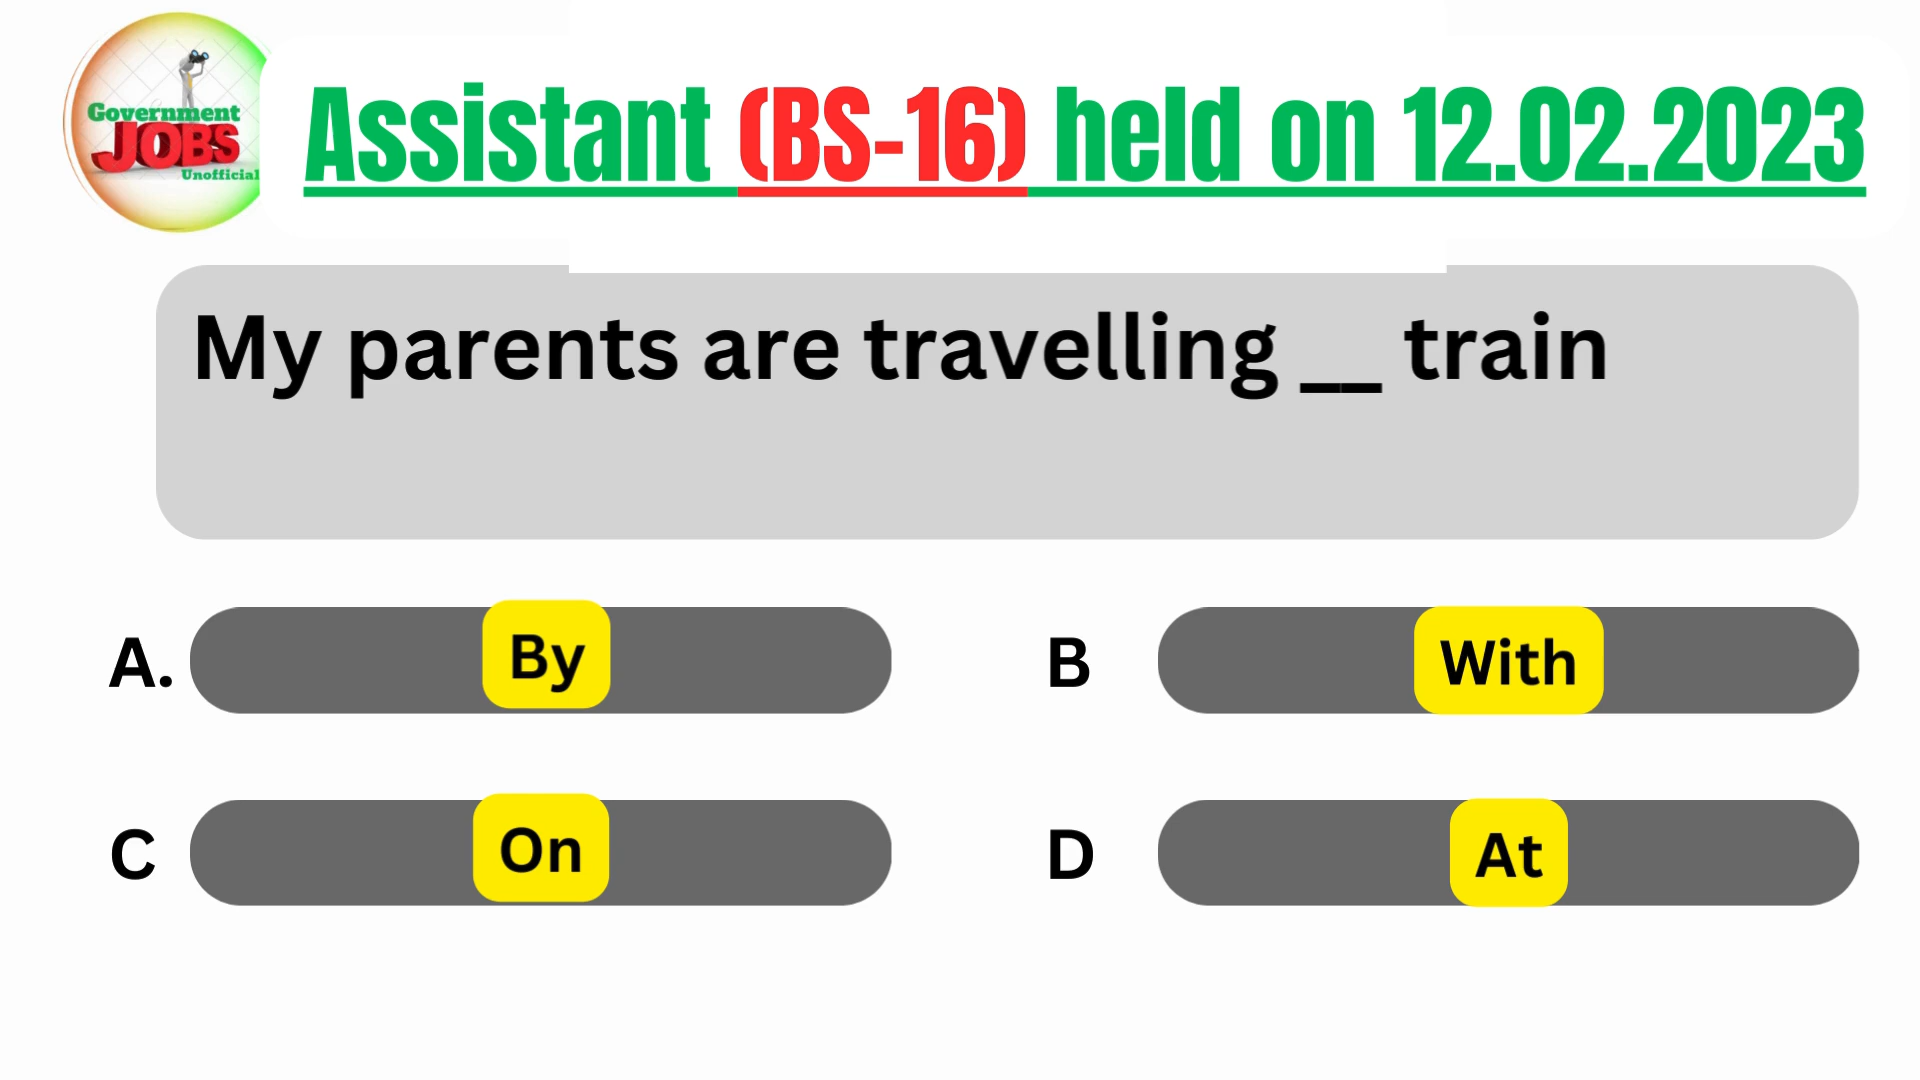 Government
JOBS
Unofficial
Assistant (BS-16) held on 12.02.2023
My parents are travelling __ train
A. By
B With
C On
D At